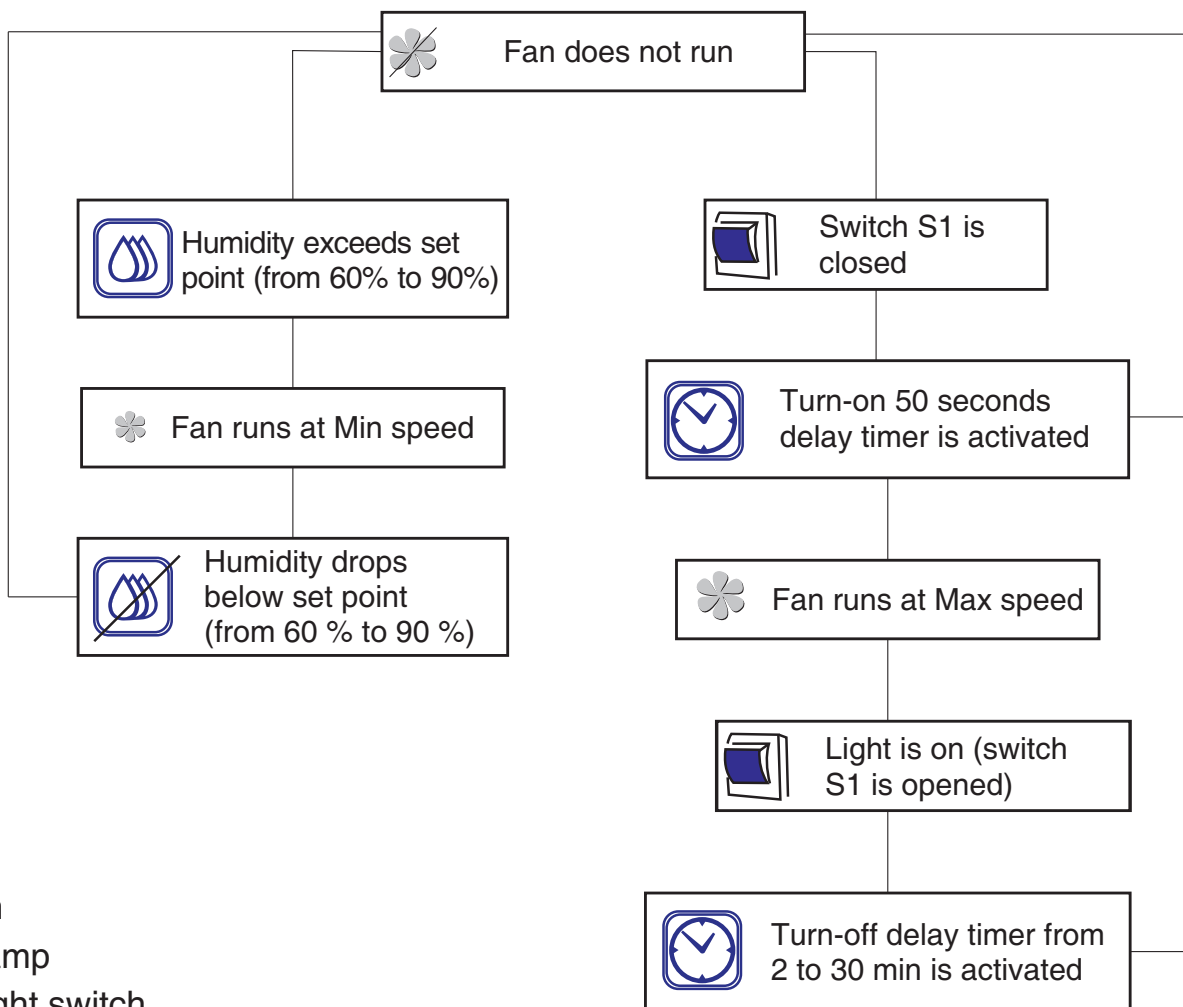 Fan does not run
Humidity exceeds set
point (from 60% to 90%)
Fan runs at Min speed
Humidity drops
below set point
(from 60 % to 90 %)
Switch S1 is
closed
Turn-on 50 seconds
delay timer is activated
Fan runs at Max speed
Light is on (switch
S1 is opened)
Turn-off delay timer from
2 to 30 min is activated
switch